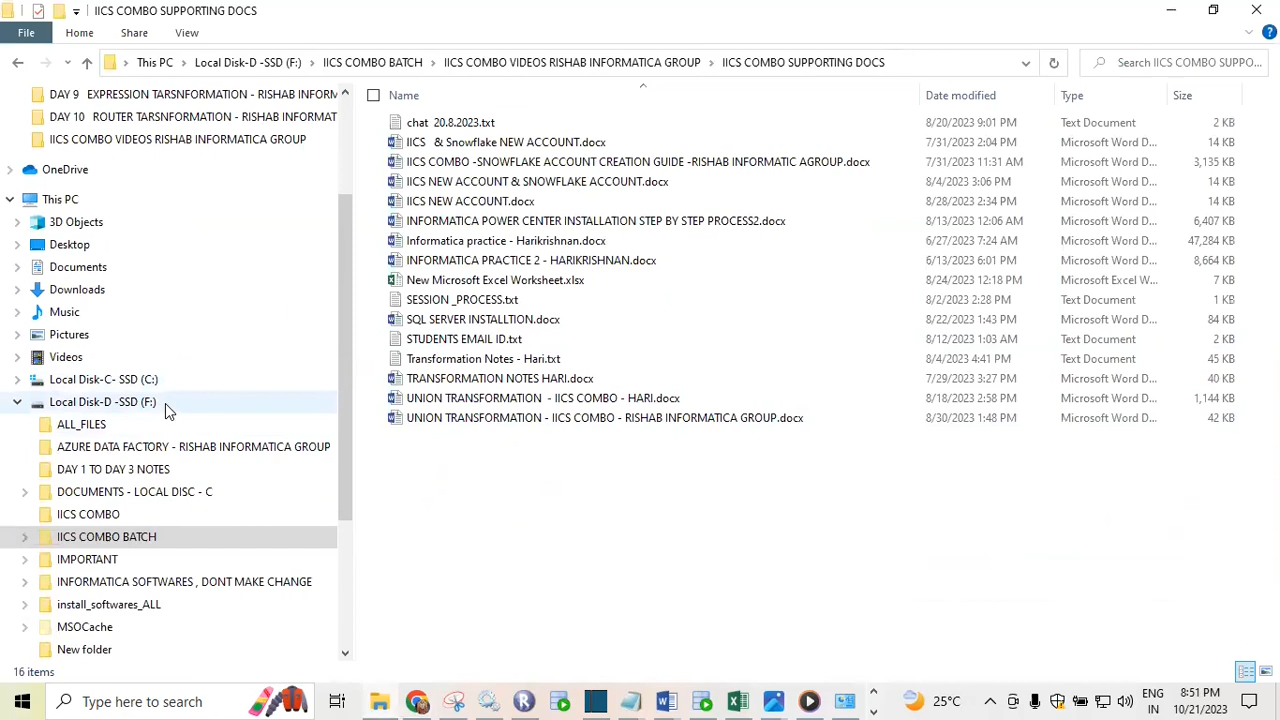 IICS COMBO SUPPORTING DOCS
File Home Share View
This PC Local Disk-D -SSD (F:) IICS COMBO BATCH IICS COMBO VIDEOS RISHAB INFORMATICA GROUP IICS COMBO SUPPORTING DOCS Search IICS COMBO SUPPO...
DAY 9 EXPRESSION TARSNFORMATION - RISHAB INFORM
DAY 10 ROUTER TARSNFORMATION - RISHAB INFORMAT
IICS COMBO VIDEOS RISHAB INFORMATICA GROUP
OneDrive
This PC
3D Objects
Desktop
Documents
Downloads
Music
Pictures
Videos
Local Disk-C- SSD (C:)
Local Disk-D -SSD (F:)
ALL_FILES
AZURE DATA FACTORY - RISHAB INFORMATICA GROUP
DAY 1 TO DAY 3 NOTES
DOCUMENTS - LOCAL DISC - C
IICS COMBO
IICS COMBO BATCH
IMPORTANT
INFORMATICA SOFTWARES , DONT MAKE CHANGE
install_softwares_ALL
MSOCache
New folder
Name Date modified Type Size
chat 20.8.2023.txt 8/20/2023 9:01 PM Text Document 2 KB
IICS & Snowflake NEW ACCOUNT.docx 7/31/2023 2:04 PM Microsoft Word D... 14 KB
IICS COMBO -SNOWFLAKE ACCOUNT CREATION GUIDE -RISHAB INFORMATIC AGROUP.docx 7/31/2023 11:31 AM Microsoft Word D... 3,135 KB
IICS NEW ACCOUNT & SNOWFLAKE ACCOUNT.docx 8/4/2023 3:06 PM Microsoft Word D... 14 KB
IICS NEW ACCOUNT.docx 8/28/2023 2:34 PM Microsoft Word D... 14 KB
INFORMATICA POWER CENTER INSTALLATION STEP BY STEP PROCESS2.docx 8/13/2023 12:06 AM Microsoft Word D... 6,407 KB
Informatica practice - Harikrishnan.docx 6/27/2023 7:24 AM Microsoft Word D... 47,284 KB
INFORMATICA PRACTICE 2 - HARIKRISHNAN.docx 6/13/2023 6:01 PM Microsoft Word D... 8,664 KB
New Microsoft Excel Worksheet.xlsx 8/24/2023 12:18 PM Microsoft Excel W... 7 KB
SESSION _PROCESS.txt 8/2/2023 2:28 PM Text Document 1 KB
SQL SERVER INSTALLTION.docx 8/22/2023 1:43 PM Microsoft Word D... 84 KB
STUDENTS EMAIL ID.txt 8/12/2023 1:03 AM Text Document 2 KB
Transformation Notes - Hari.txt 8/4/2023 4:41 PM Text Document 45 KB
TRANSFORMATION NOTES HARI.docx 7/29/2023 3:27 PM Microsoft Word D... 40 KB
UNION TRANSFORMATION - IICS COMBO - HARI.docx 8/18/2023 2:58 PM Microsoft Word D... 1,144 KB
UNION TRANSFORMATION - IICS COMBO - RISHAB INFORMATICA GROUP.docx 8/30/2023 1:48 PM Microsoft Word D... 42 KB
16 items
Type here to search 25°C ENG 8:51 PM
IN 10/21/2023